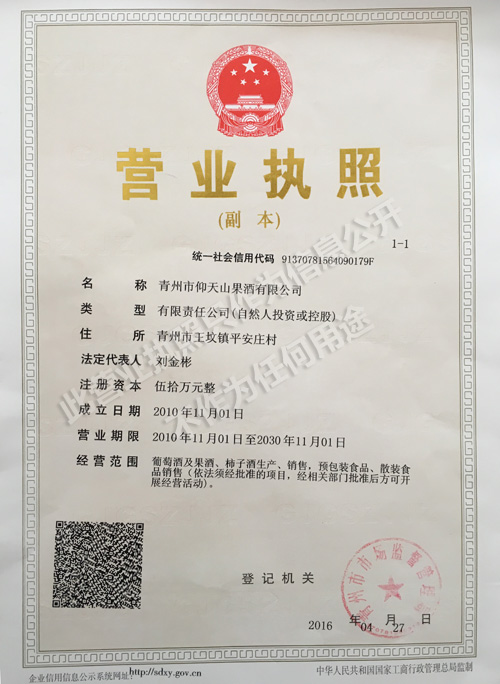 营业执照
(副 本)
1-1
统一社会信用代码 91370781564090179F
名 称 青州市仰天山果酒有限公司
类 型 有限责任公司(自然人投资或控股)
住 所 青州市王坟镇平安庄村
法定代表人 刘金彬
注册资本 伍拾万元整
成立日期 2010年11月01日
营业期限 2010年11月01日至2030年11月01日
经营范围 葡萄酒及果酒、柿子酒生产、销售，预包装食品、散装食
品销售（依法须经批准的项目，经相关部门批准后方可开
展经营活动）。
此营业执照只作为信息公开
不作为任何用途
登记机关
青州市市场监督管理局
2016 年 04 月 27 日
企业信用信息公示系统网址: http://sdxy.gov.cn
中华人民共和国国家工商行政管理总局监制